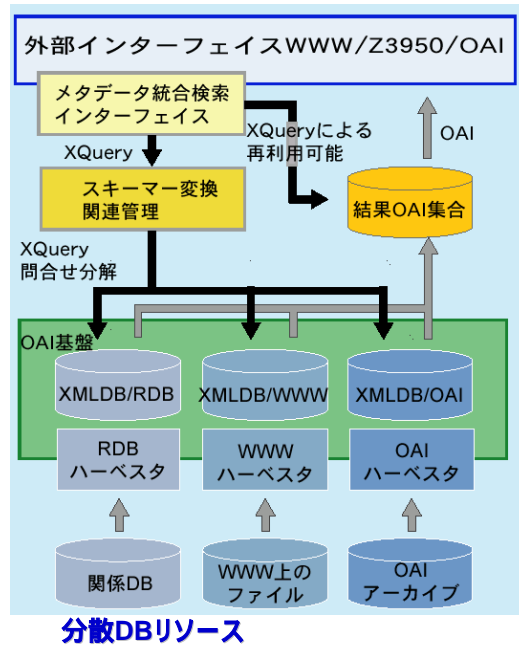 外部インターフェイスWWW/Z3950/OAI
メタデータ統合検索
インターフェイス
XQueryによる
再利用可能
OAI
XQuery
スキーマー変換
関連管理
結果OAI集合
XQuery
問合せ分解
OAI基盤
XMLDB/RDB
XMLDB/WWW
XMLDB/OAI
RDB
ハーベスタ
WWW
ハーベスタ
OAI
ハーベスタ
関係DB
WWW上の
ファイル
OAI
アーカイブ
分散DBリソース